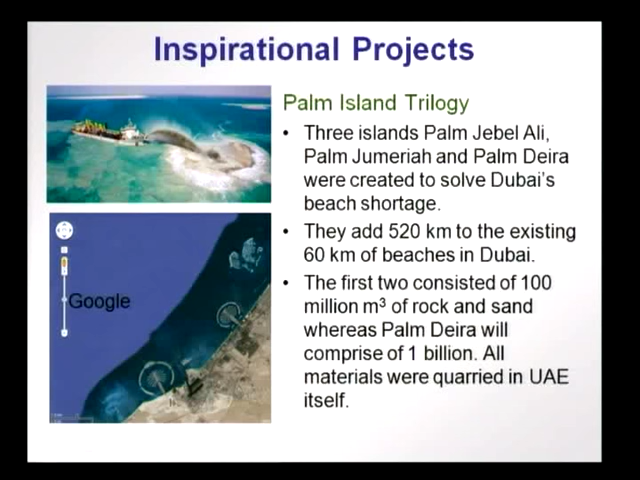 Inspirational Projects
Palm Island Trilogy
• Three islands Palm Jebel Ali,
Palm Jumeriah and Palm Deira
were created to solve Dubai's
beach shortage.
• They add 520 km to the existing
60 km of beaches in Dubai.
• The first two consisted of 100
million m³ of rock and sand
whereas Palm Deira will
comprise of 1 billion. All
materials were quarried in UAE
itself.
Google